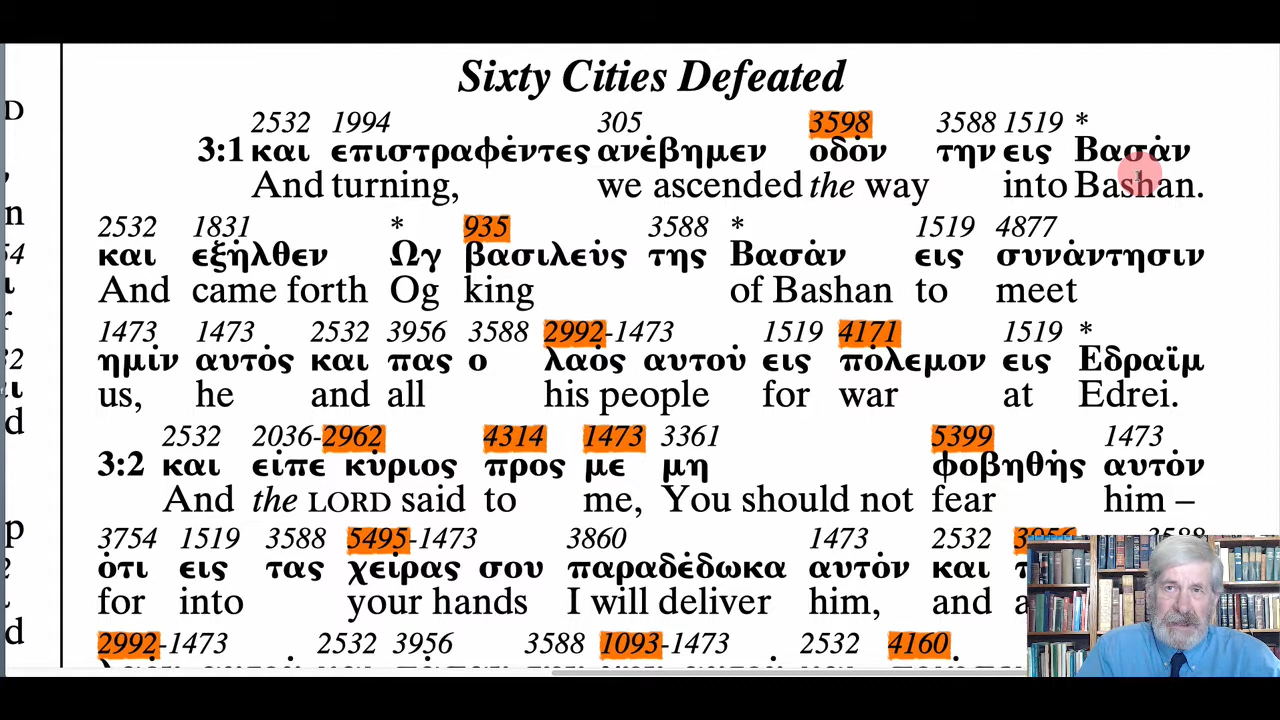 Sixty Cities Defeated
2532 1994 305 3598 3588 1519 *
3:1 και επιστραφέντες ανέβημεν οδόν την εις Βασάν
And turning, we ascended the way into Bashan.
2532 1831 * 935 3588 * 1519 4877
και εξήλθεν Ωγ βασιλεύς της Βασάν εις συνάντησιν
And came forth Og king of Bashan to meet
1473 1473 2532 3956 3588 2992-1473 1519 4171 1519 *
ημίν αυτός και πας ο λαός αυτού εις πόλεμον εις Εδραϊμ
us, he and all his people for war at Edrei.
2532 2036-2962 4314 1473 3361 5399 1473
3:2 και είπε κύριος προς με μη φοβηθής αυτόν
And the LORD said to me, You should not fear him –
3754 1519 3588 5495-1473 3860 1473 2532
ότι εις τας χείράς σου παραδέδωκα αυτόν και
for into your hands I will deliver him, and
2992-1473 2532 3956 3588 1093-1473 2532 4160